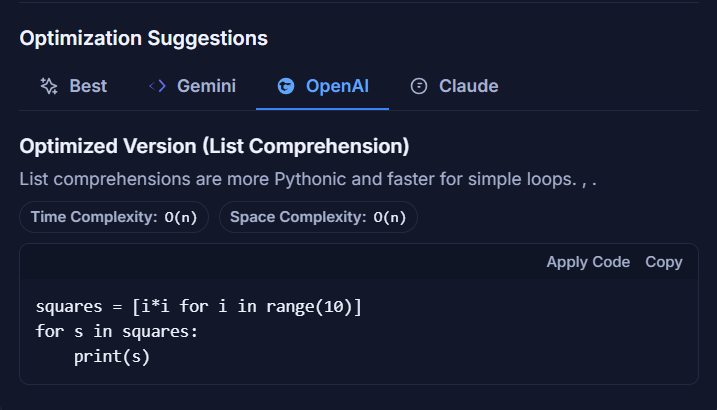 Optimization Suggestions
Best Gemini OpenAI Claude
Optimized Version (List Comprehension)
List comprehensions are more Pythonic and faster for simple loops. , .
Time Complexity: O(n) Space Complexity: O(n)
Apply Code Copy
squares = [i*i for i in range(10)]
for s in squares:
    print(s)